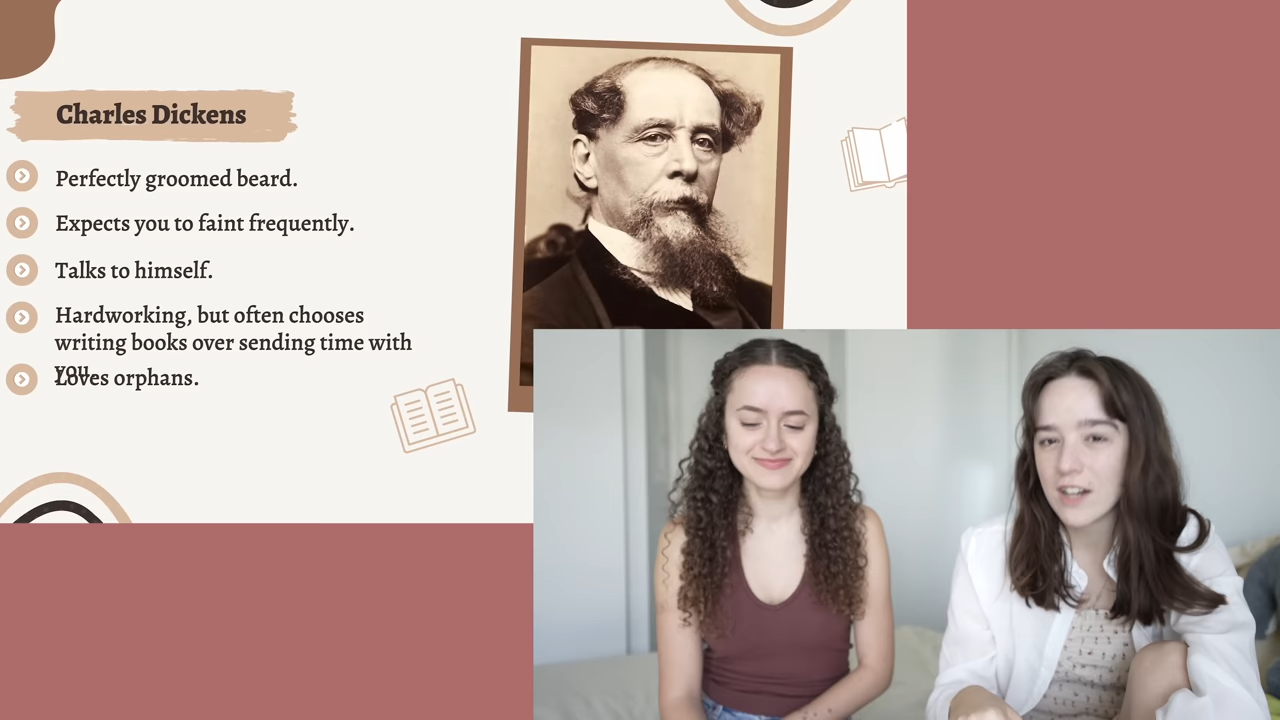 Charles Dickens
Perfectly groomed beard.
Expects you to faint frequently.
Talks to himself.
Hardworking, but often chooses
writing books over sending time with
you.
Loves orphans.